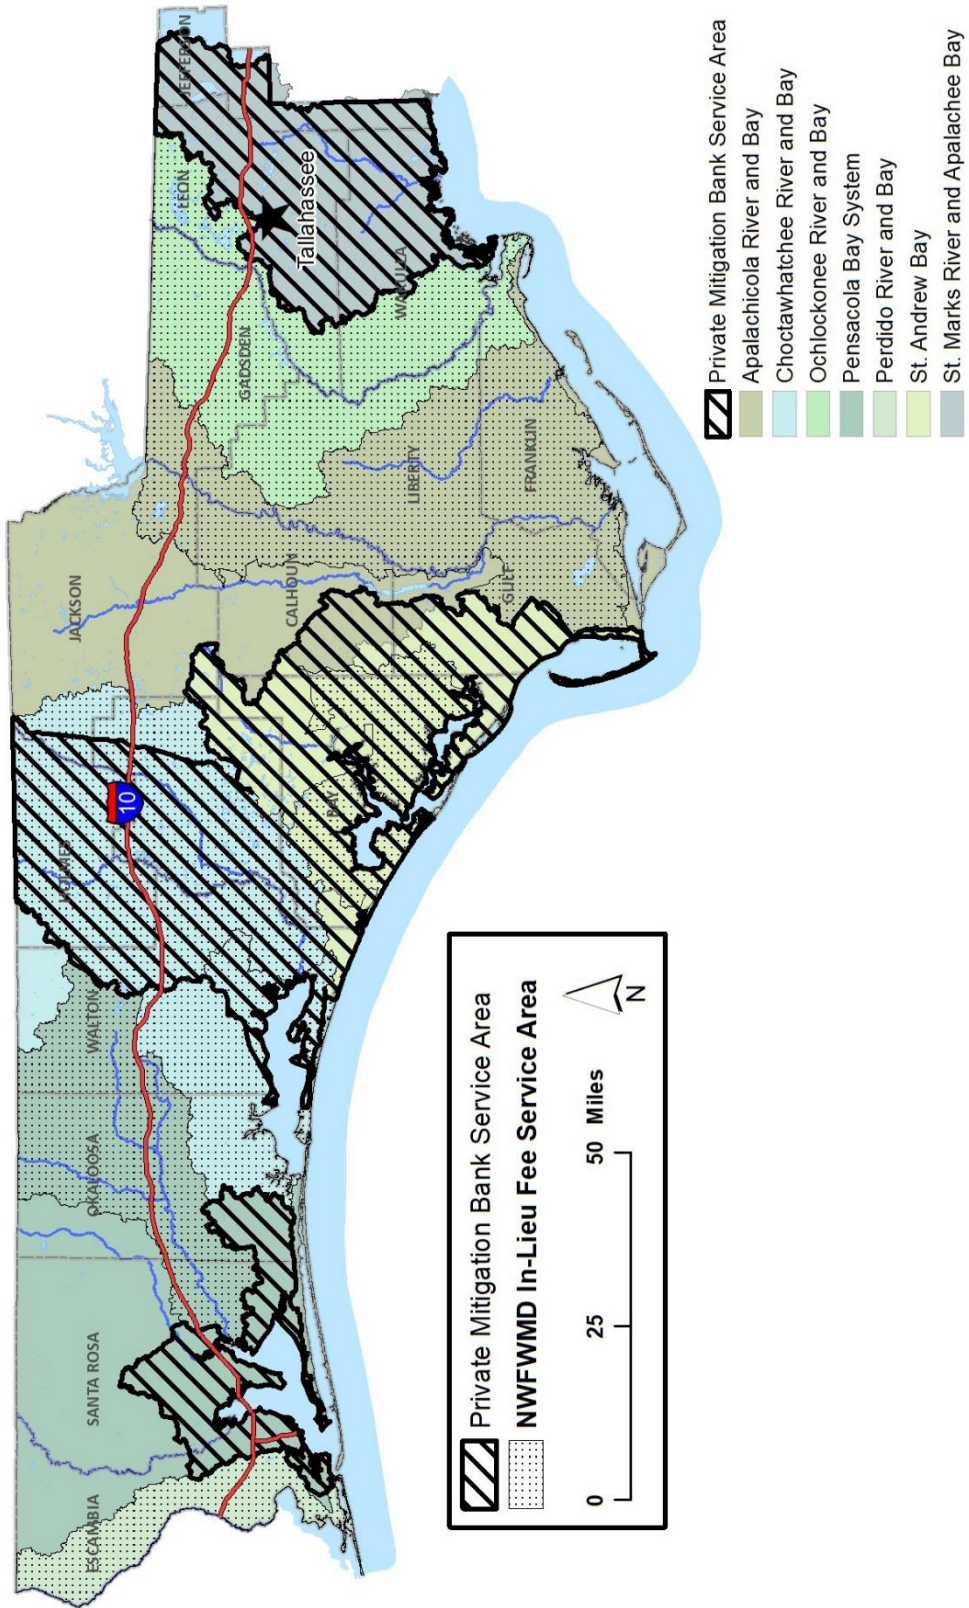 ESCAMBIA
SANTA ROSA
OKALOOSA
WALTON
HOLMES
JACKSON
CALHOUN
BAY
GULF
LIBERTY
FRANKLIN
GADSDEN
LEON
WAKULLA
JEFFERSON
Tallahassee
10
Private Mitigation Bank Service Area
NWFWMD In-Lieu Fee Service Area
0 25 50 Miles
N
Private Mitigation Bank Service Area
Apalachicola River and Bay
Choctawhatchee River and Bay
Ochlockonee River and Bay
Pensacola Bay System
Perdido River and Bay
St. Andrew Bay
St. Marks River and Apalachee Bay